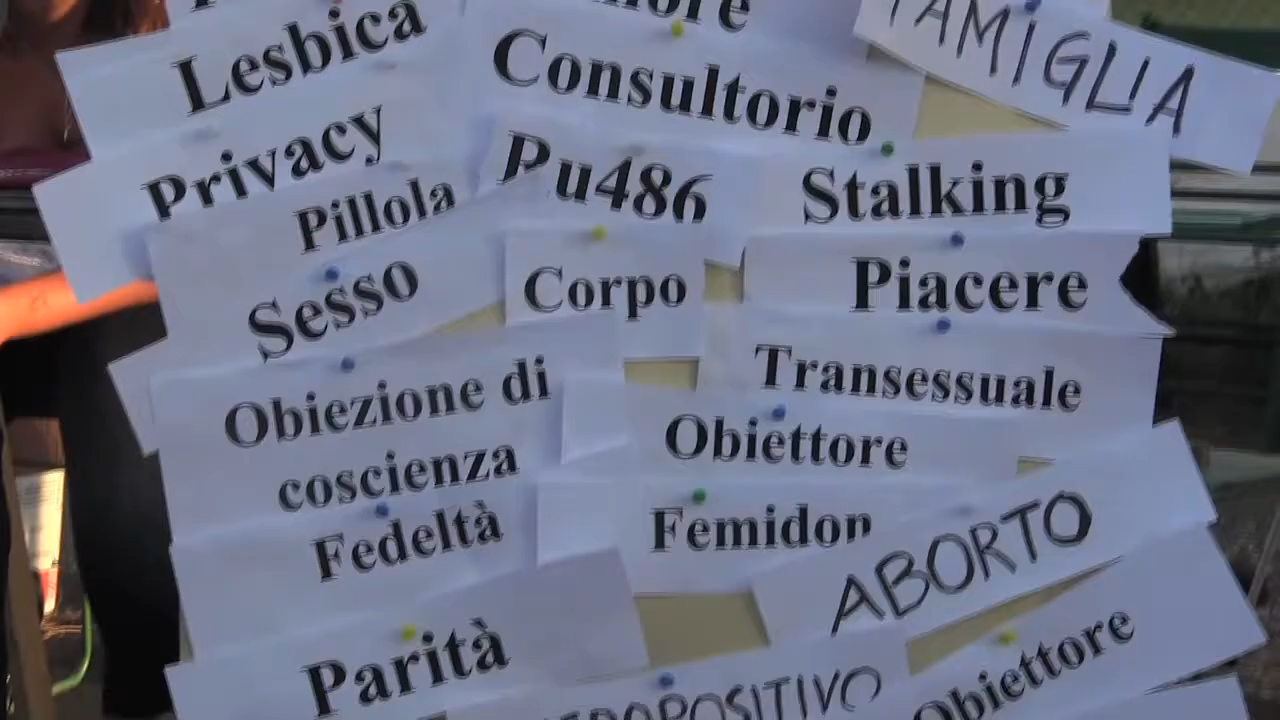 Lesbica
Consultorio
FAMIGLIA
Privacy
Pillola
Ru486
Stalking
Sesso
Corpo
Piacere
Obiezione di
coscienza
Transessuale
Obiettore
Fedeltà
Femidon
ABORTO
Parità
Obiettore